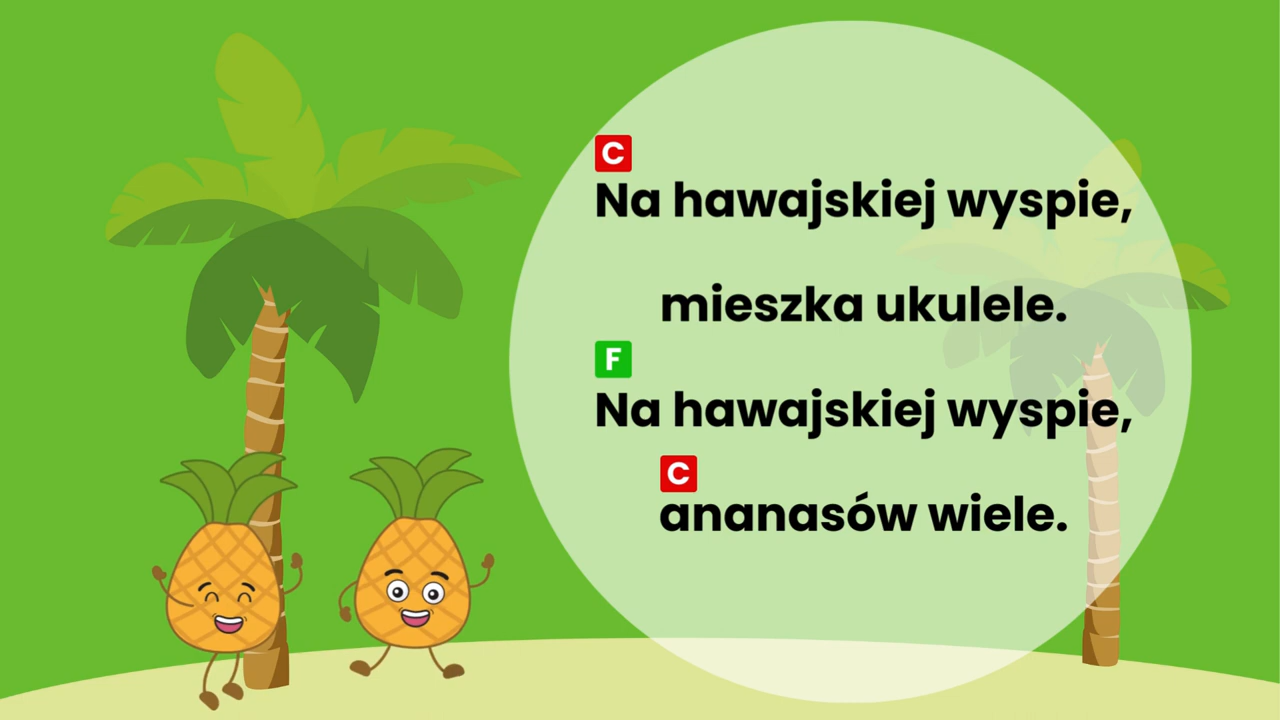 C
Na hawajskiej wyspie,
mieszka ukulele.
F
Na hawajskiej wyspie,
C
ananasów wiele.